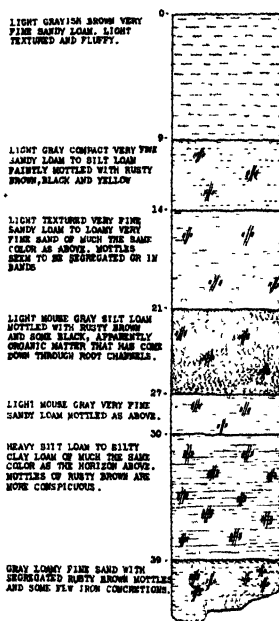 0
LIGHT GRAYISH BROWN VERY
FINE SANDY LOAM. LIGHT
TEXTURED AND FLUFFY.
9
LIGHT GRAY COMPACT VERY FINE
SANDY LOAM TO SILT LOAM
FAINTLY MOTTLED WITH RUSTY
BROWN, BLACK AND YELLOW
14
LIGHT TEXTURED VERY FINE
SANDY LOAM TO LOAMY VERY
FINE SAND OF MUCH THE SAME
COLOR AS ABOVE. MOTTLES
SEEM TO BE SEGREGATED OR IN
BANDS
21
LIGHT MOUSE GRAY SILT LOAM
MOTTLED WITH RUSTY BROWN
AND SOME BLACK, APPARENTLY
ORGANIC MATTER THAT HAS COME
DOWN THROUGH ROOT CHANNELS.
27
LIGHT MOUSE GRAY VERY FINE
SANDY LOAM MOTTLED AS ABOVE.
30
HEAVY SILT LOAM TO SILTY
CLAY LOAM OF MUCH THE SAME
COLOR AS THE HORIZON ABOVE.
MOTTLES OF RUSTY BROWN ARE
MORE CONSPICUOUS.
39
GRAY LOAMY FINE SAND WITH
SEGREGATED RUSTY BROWN MOTTLES
AND SOME FEW IRON CONCRETIONS.